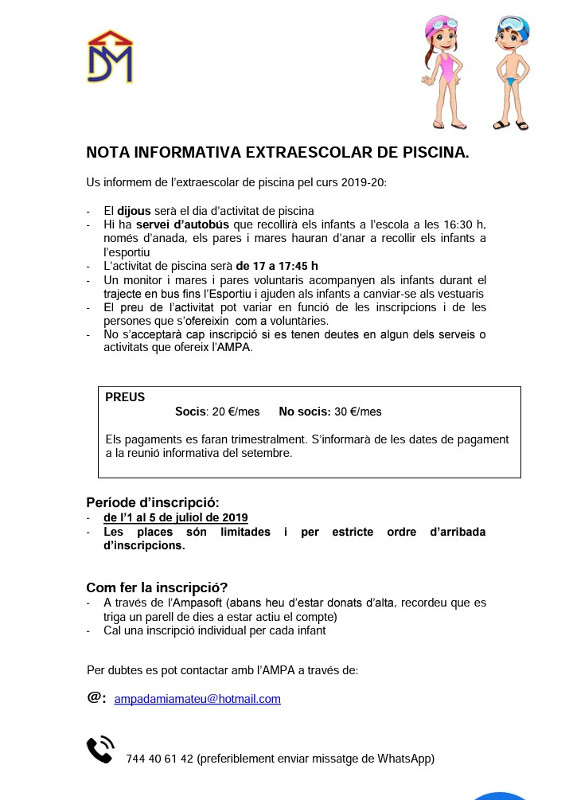 DM
NOTA INFORMATIVA EXTRAESCOLAR DE PISCINA.
Us informem de l’extraescolar de piscina pel curs 2019-20:
- El dijous serà el dia d’activitat de piscina
- Hi ha servei d’autobús que recollirà els infants a l’escola a les 16:30 h,
només d’anada, els pares i mares hauran d’anar a recollir els infants a
l’esportiu
- L’activitat de piscina serà de 17 a 17:45 h
- Un monitor i mares i pares voluntaris acompanyen als infants durant el
trajecte en bus fins l’Esportiu i ajuden als infants a canviar-se als vestuaris
- El preu de l’activitat pot variar en funció de les inscripcions i de les
persones que s’ofereixin com a voluntàries.
- No s’acceptarà cap inscripció si es tenen deutes en algun dels serveis o
activitats que ofereix l’AMPA.
PREUS
Socis: 20 €/mes No socis: 30 €/mes
Els pagaments es faran trimestralment. S’informarà de les dates de pagament
a la reunió informativa del setembre.
Període d’inscripció:
- de l’1 al 5 de juliol de 2019
- Les places són limitades i per estricte ordre d’arribada
d’inscripcions.
Com fer la inscripció?
- A través de l’Ampasoft (abans heu d’estar donats d’alta, recordeu que es
triga un parell de dies a estar actiu el compte)
- Cal una inscripció individual per cada infant
Per dubtes es pot contactar amb l’AMPA a través de:
@: ampadamiamateu@hotmail.com
744 40 61 42 (preferiblement enviar missatge de WhatsApp)